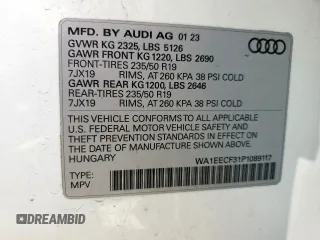 MFD. BY AUDI AG 01 23
GVWR KG 2325, LBS 5126
GAWR FRONT KG 1220, LBS 2690
FRONT-TIRES 235/50 R19
7JX19 RIMS, AT 260 KPA 38 PSI COLD
GAWR REAR KG1200, LBS 2646
REAR-TIRES 235/50 R19
7JX19 RIMS, AT 260 KPA 38 PSI COLD
THIS VEHICLE CONFORMS TO ALL APPLICABLE
U.S. FEDERAL MOTOR VEHICLE SAFETY AND
THEFT PREVENTION STANDARDS IN EFFECT ON
THE DATE OF MANUFACTURE SHOWN ABOVE.
HUNGARY
WA1EECF31P1089117
TYPE:
MPV
DREAMBID